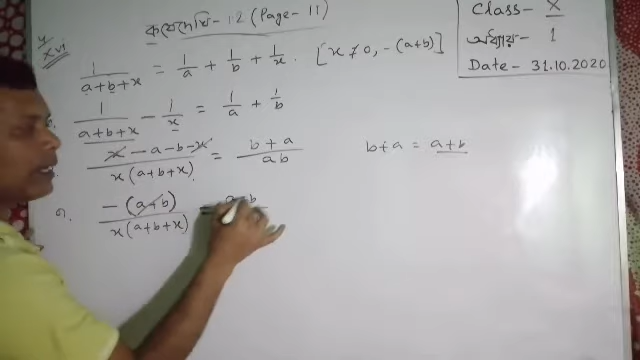 কষে দেখি - 1.2 (Page - 11)
Class - X
অধ্যায় - 1
Date - 31.10.2020
4
xvi
1/(a+b+x) = 1/a + 1/b + 1/x . [x ≠ 0, -(a+b)]
1/(a+b+x) - 1/x = 1/a + 1/b
(x - a - b - x)/(x(a+b+x)) = (b + a)/(ab)
b + a = a + b
-(a+b)/(x(a+b+x)) =